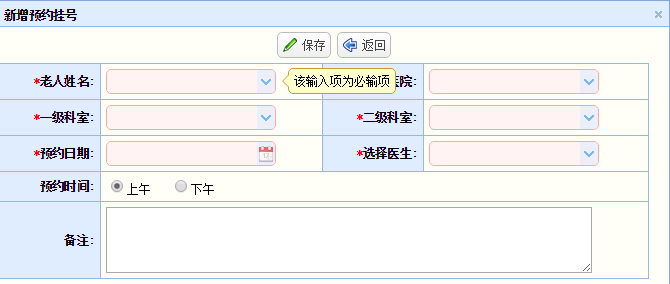 新增预约挂号
保存 返回
*老人姓名: 该输入项为必输项 医院:
*一级科室: *二级科室:
*预约日期: *选择医生:
预约时间: 上午 下午
备注: